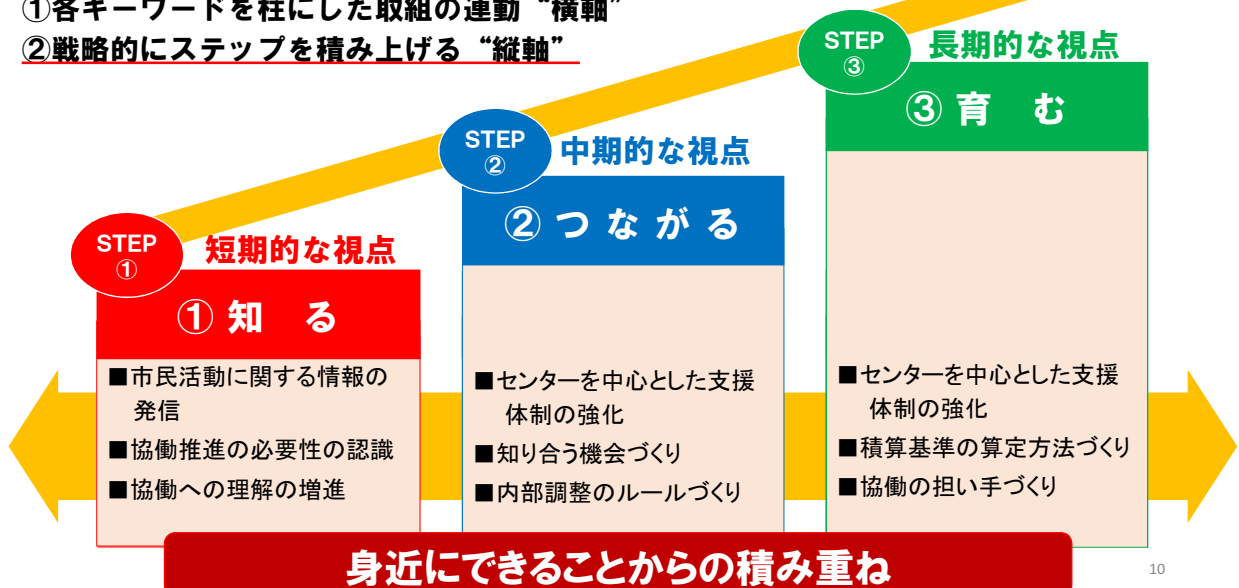 ①各キーワードを柱にした取組の連動“横軸”
②戦略的にステップを積み上げる“縦軸”
STEP
③
長期的な視点
③ 育　む
STEP
②
中期的な視点
② つ な が る
STEP
①
短期的な視点
① 知　る
■市民活動に関する情報の
発信
■協働推進の必要性の認識
■協働への理解の増進
■センターを中心とした支援
体制の強化
■知り合う機会づくり
■内部調整のルールづくり
■センターを中心とした支援
体制の強化
■積算基準の算定方法づくり
■協働の担い手づくり
身近にできることからの積み重ね
10